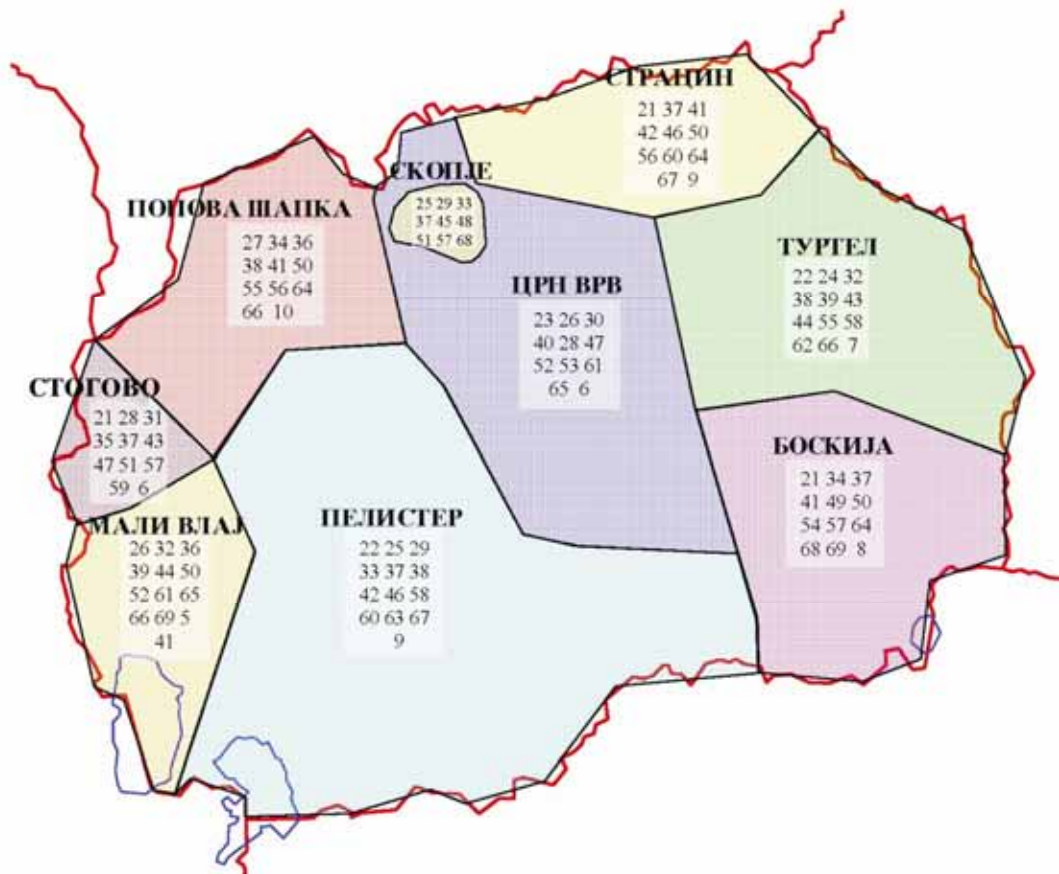 СТРАЦИН
21 37 41
42 46 50
56 60 64
67 9
СКОПЈЕ
25 29 33
37 45 48
51 57 68
ПОПОВА ШАПКА
27 34 36
38 41 50
55 56 64
66 10
ТУРТЕЛ
22 24 32
38 39 43
44 55 58
62 66 7
ЦРН ВРВ
23 26 30
40 28 47
52 53 61
65 6
СТОГОВО
21 28 31
35 37 43
47 51 57
59 6
БОСКИЈА
21 34 37
41 49 50
54 57 64
68 69 8
МАЛИ ВЛАЈ
26 32 36
39 44 50
52 61 65
66 69 5
41
ПЕЛИСТЕР
22 25 29
33 37 38
42 46 58
60 63 67
9